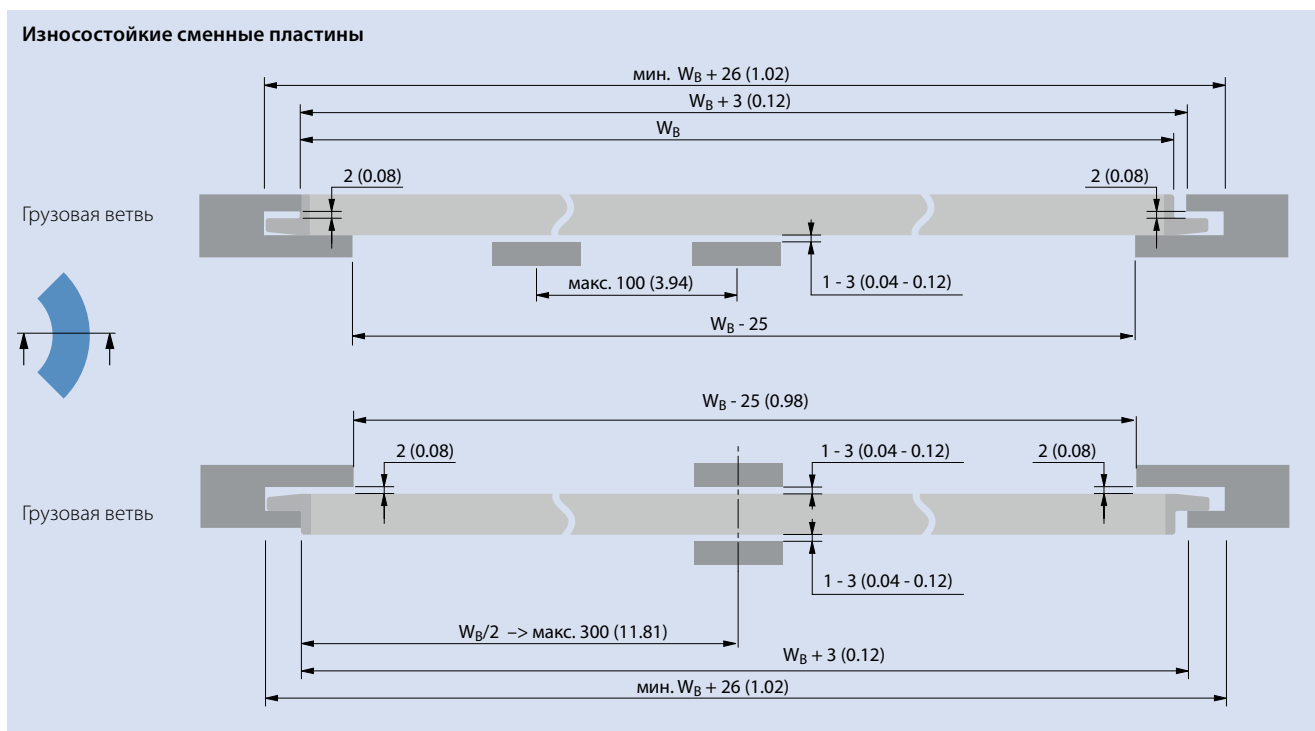 Износостойкие сменные пластины
мин. W_B + 26 (1.02)
W_B + 3 (0.12)
W_B
2 (0.08)
2 (0.08)
Грузовая ветвь
макс. 100 (3.94)
1 - 3 (0.04 - 0.12)
W_B - 25
W_B - 25 (0.98)
2 (0.08)
1 - 3 (0.04 - 0.12)
2 (0.08)
Грузовая ветвь
1 - 3 (0.04 - 0.12)
W_B/2 –> макс. 300 (11.81)
W_B + 3 (0.12)
мин. W_B + 26 (1.02)